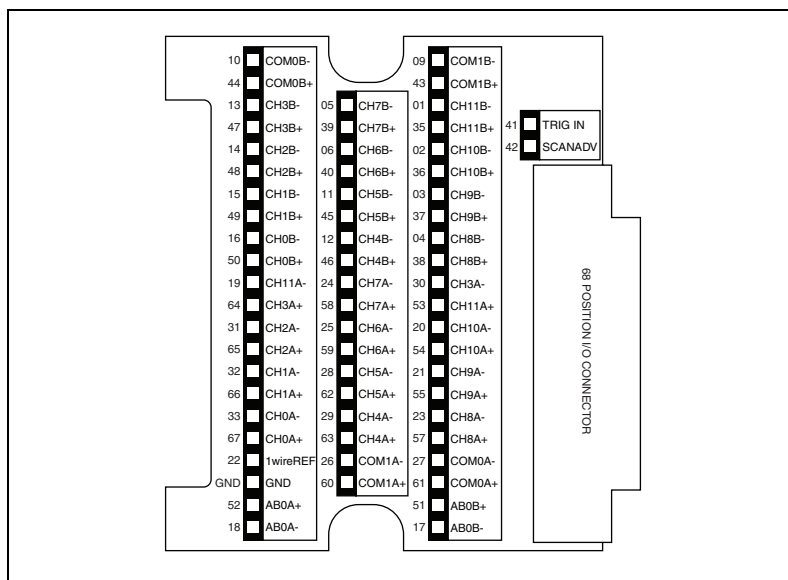 10 COM0B-
44 COM0B+
13 CH3B-
47 CH3B+
14 CH2B-
48 CH2B+
15 CH1B-
49 CH1B+
16 CH0B-
50 CH0B+
19 CH11A-
64 CH3A+
31 CH2A-
65 CH2A+
32 CH1A-
66 CH1A+
33 CH0A-
67 CH0A+
22 1wireREF
GND GND
52 AB0A+
18 AB0A-
05 CH7B-
39 CH7B+
06 CH6B-
40 CH6B+
11 CH5B-
45 CH5B+
12 CH4B-
46 CH4B+
24 CH7A-
58 CH7A+
25 CH6A-
59 CH6A+
28 CH5A-
62 CH5A+
29 CH4A-
63 CH4A+
26 COM1A-
60 COM1A+
09 COM1B-
43 COM1B+
01 CH11B-
35 CH11B+
02 CH10B-
36 CH10B+
03 CH9B-
37 CH9B+
04 CH8B-
38 CH8B+
30 CH3A-
53 CH11A+
20 CH10A-
54 CH10A+
21 CH9A-
55 CH9A+
23 CH8A-
57 CH8A+
27 COM0A-
61 COM0A+
51 AB0B+
17 AB0B-
41 TRIG IN
42 SCANADV
68 POSITION I/O CONNECTOR